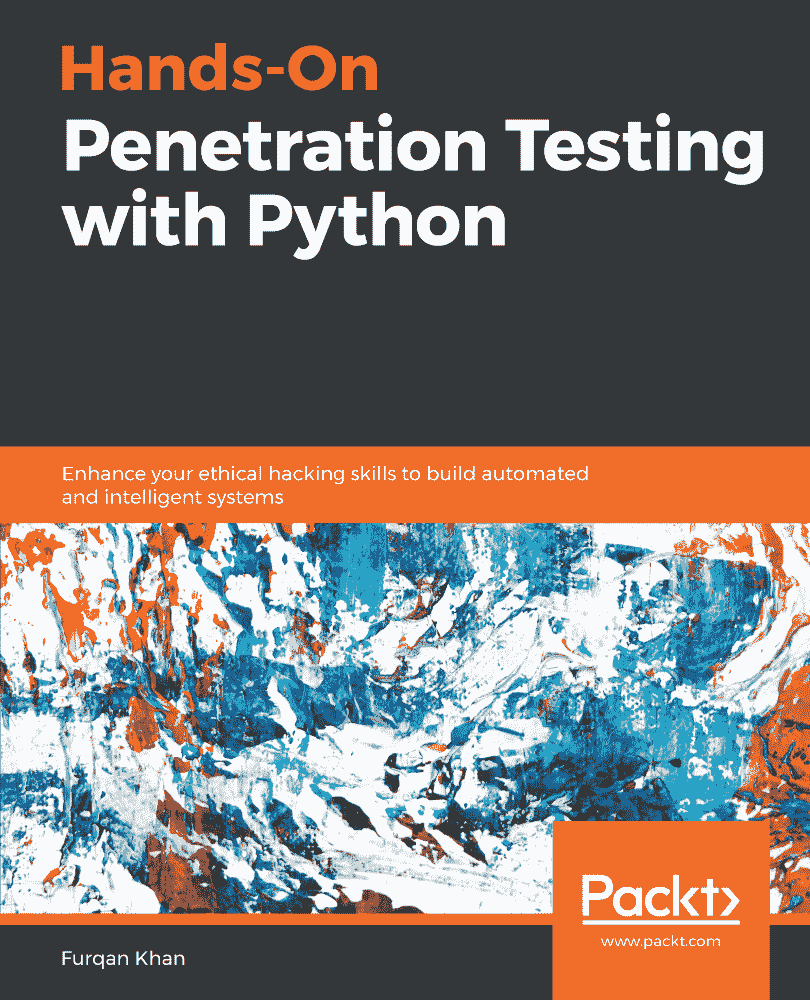 Hands-On
Penetration Testing
with Python
Enhance your ethical hacking skills to build automated
and intelligent systems
Packt>
www.packt.com
Furqan Khan